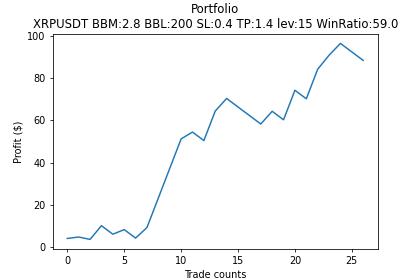 Portfolio
XRPUSDT BBM:2.8 BBL:200 SL:0.4 TP:1.4 lev:15 WinRatio:59.0
100
80
60
40
20
0
Profit ($)
0 5 10 15 20 25
Trade counts